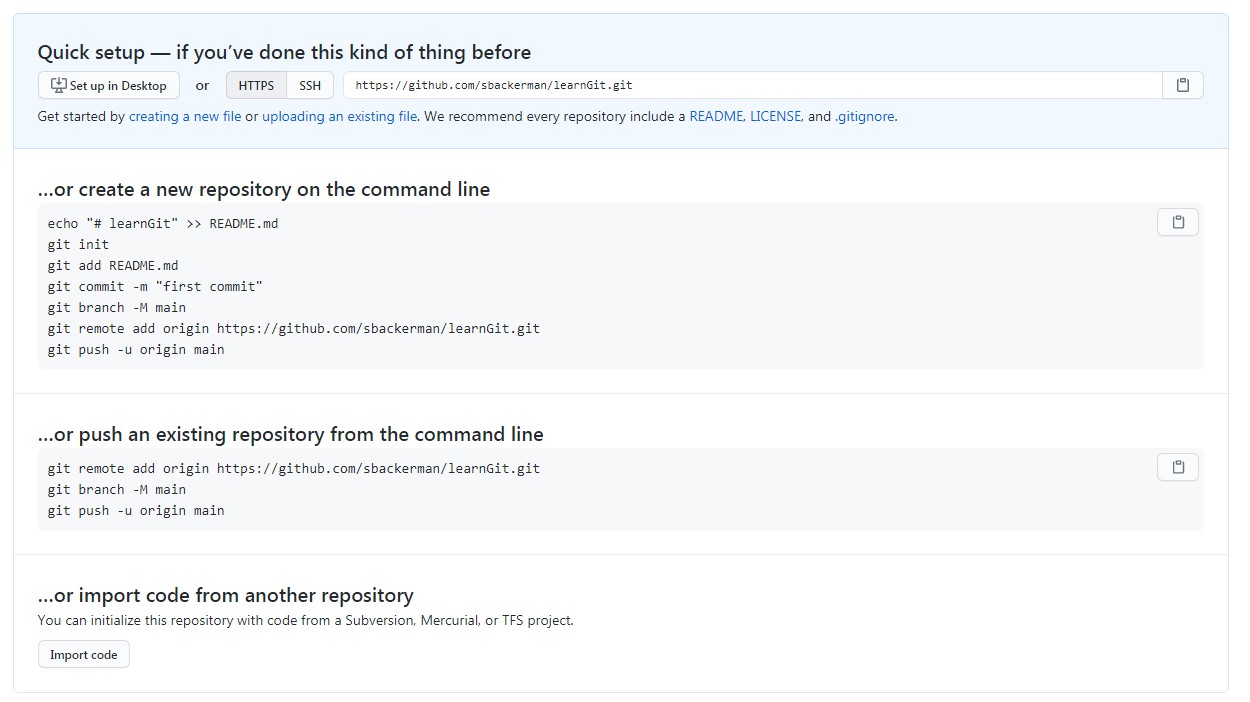 Quick setup — if you’ve done this kind of thing before
Set up in Desktop or HTTPS SSH https://github.com/sbackerman/learnGit.git
Get started by creating a new file or uploading an existing file. We recommend every repository include a README, LICENSE, and .gitignore.
…or create a new repository on the command line
echo "# learnGit" >> README.md
git init
git add README.md
git commit -m "first commit"
git branch -M main
git remote add origin https://github.com/sbackerman/learnGit.git
git push -u origin main
…or push an existing repository from the command line
git remote add origin https://github.com/sbackerman/learnGit.git
git branch -M main
git push -u origin main
…or import code from another repository
You can initialize this repository with code from a Subversion, Mercurial, or TFS project.
Import code